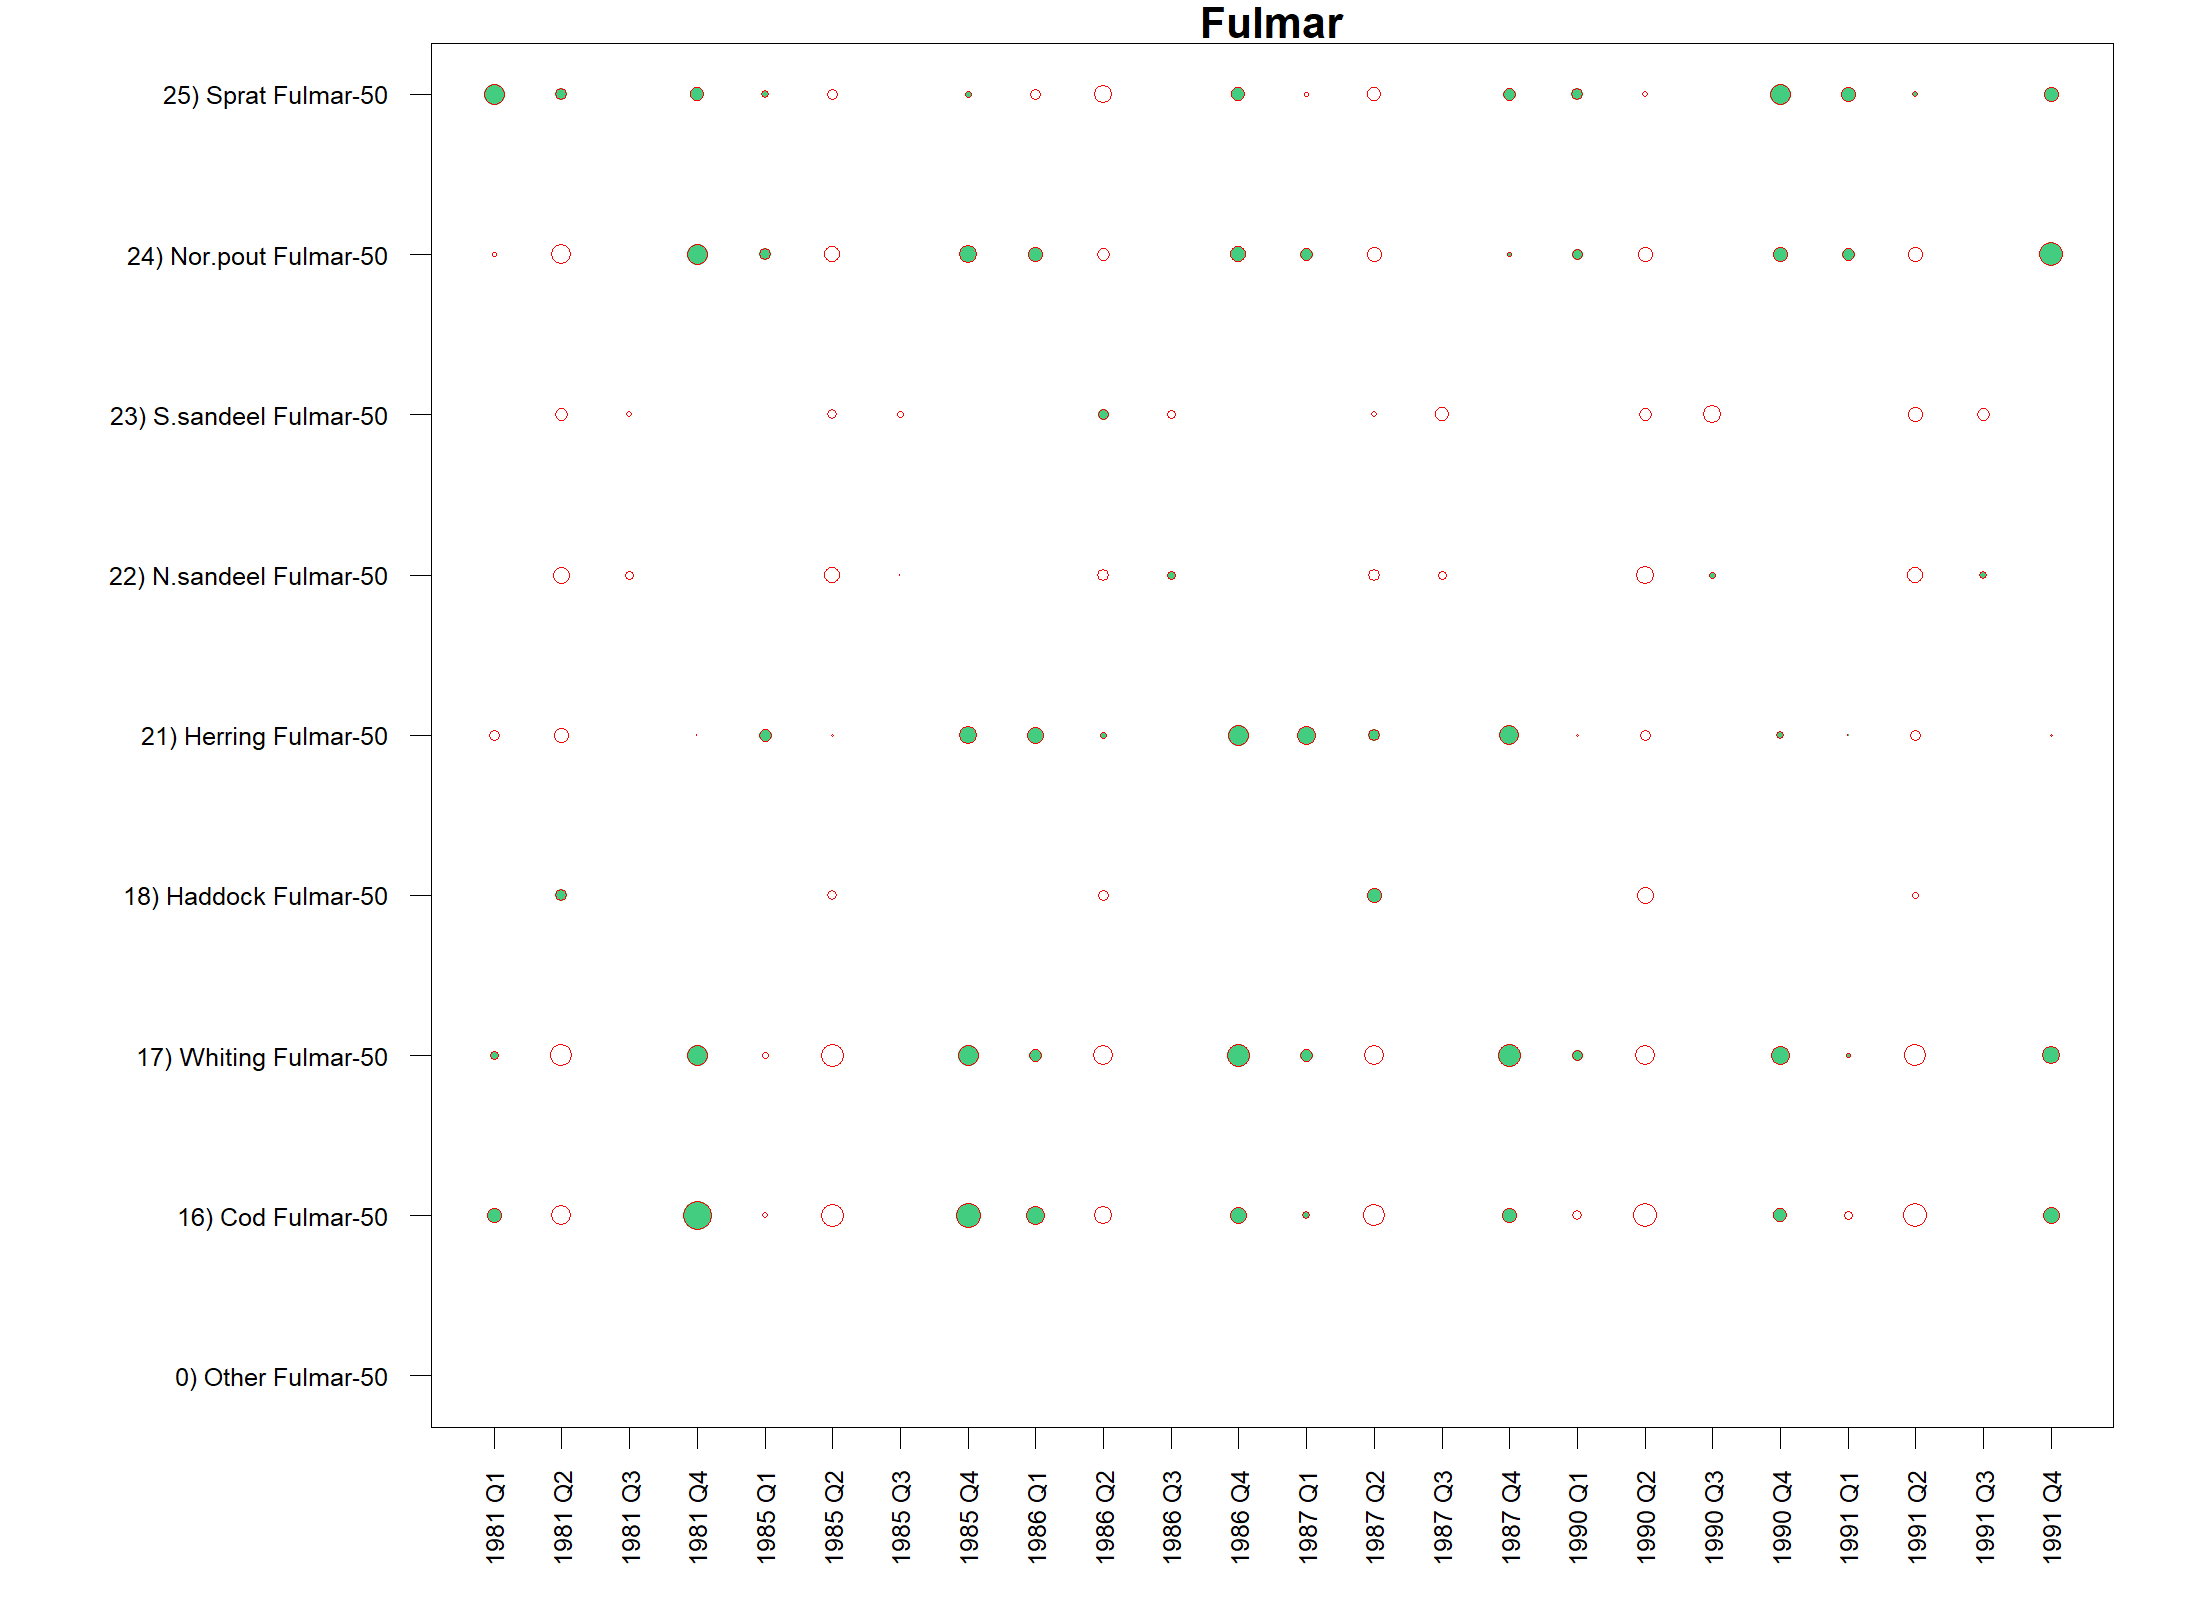 Fulmar
25) Sprat Fulmar-50
24) Nor.pout Fulmar-50
23) S.sandeel Fulmar-50
22) N.sandeel Fulmar-50
21) Herring Fulmar-50
18) Haddock Fulmar-50
17) Whiting Fulmar-50
16) Cod Fulmar-50
0) Other Fulmar-50
1981 Q1
1981 Q2
1981 Q3
1981 Q4
1985 Q1
1985 Q2
1985 Q3
1985 Q4
1986 Q1
1986 Q2
1986 Q3
1986 Q4
1987 Q1
1987 Q2
1987 Q3
1987 Q4
1990 Q1
1990 Q2
1990 Q3
1990 Q4
1991 Q1
1991 Q2
1991 Q3
1991 Q4